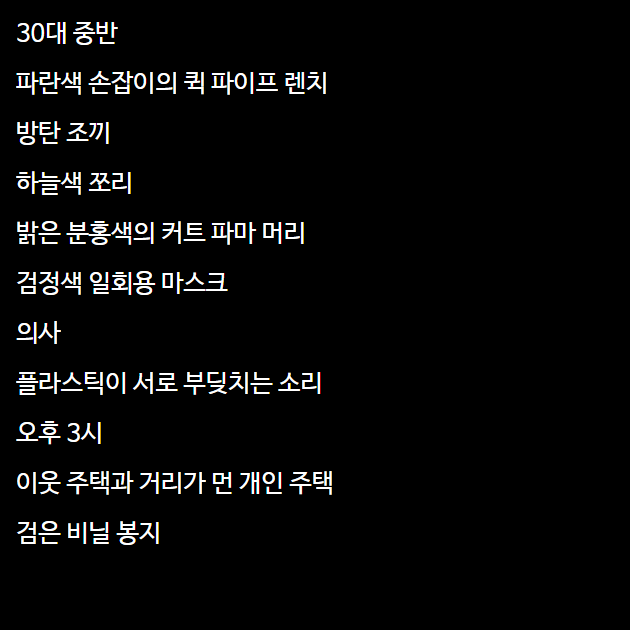 30대 중반
파란색 손잡이의 퀵 파이프 렌치
방탄 조끼
하늘색 쪼리
밝은 분홍색의 커트 파마 머리
검정색 일회용 마스크
의사
플라스틱이 서로 부딪치는 소리
오후 3시
이웃 주택과 거리가 먼 개인 주택
검은 비닐 봉지